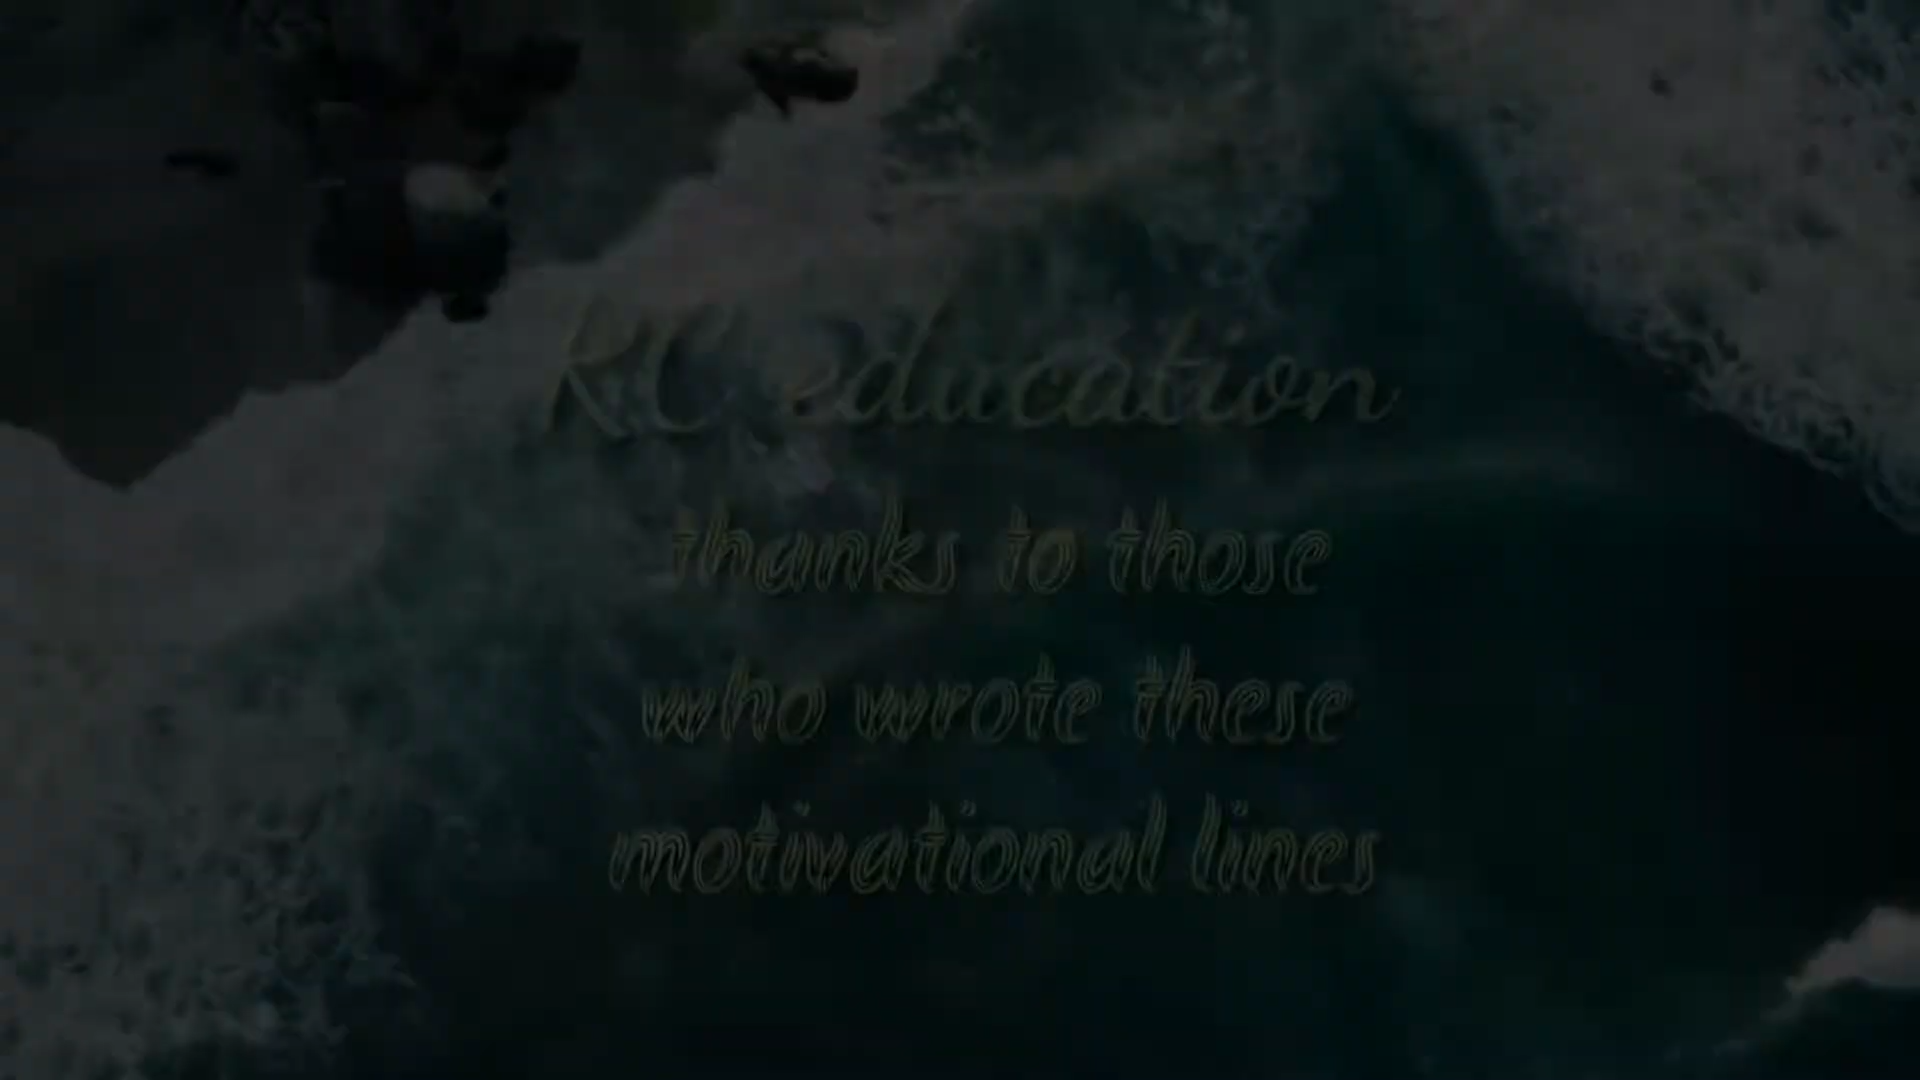 RC education
thanks to those
who wrote these
motivational lines